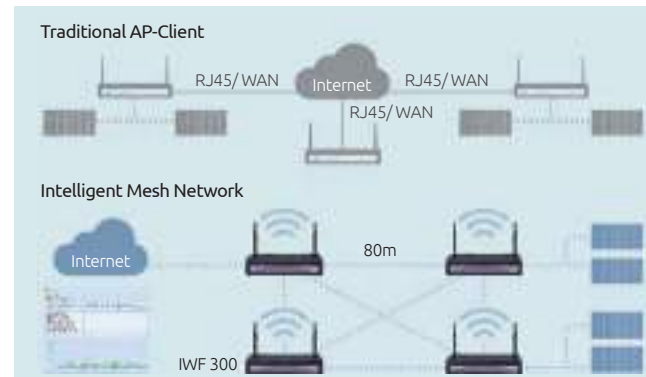 Traditional AP-Client
RJ45/WAN
Internet
RJ45/WAN
RJ45/WAN
Intelligent Mesh Network
Internet
80m
IWF 300